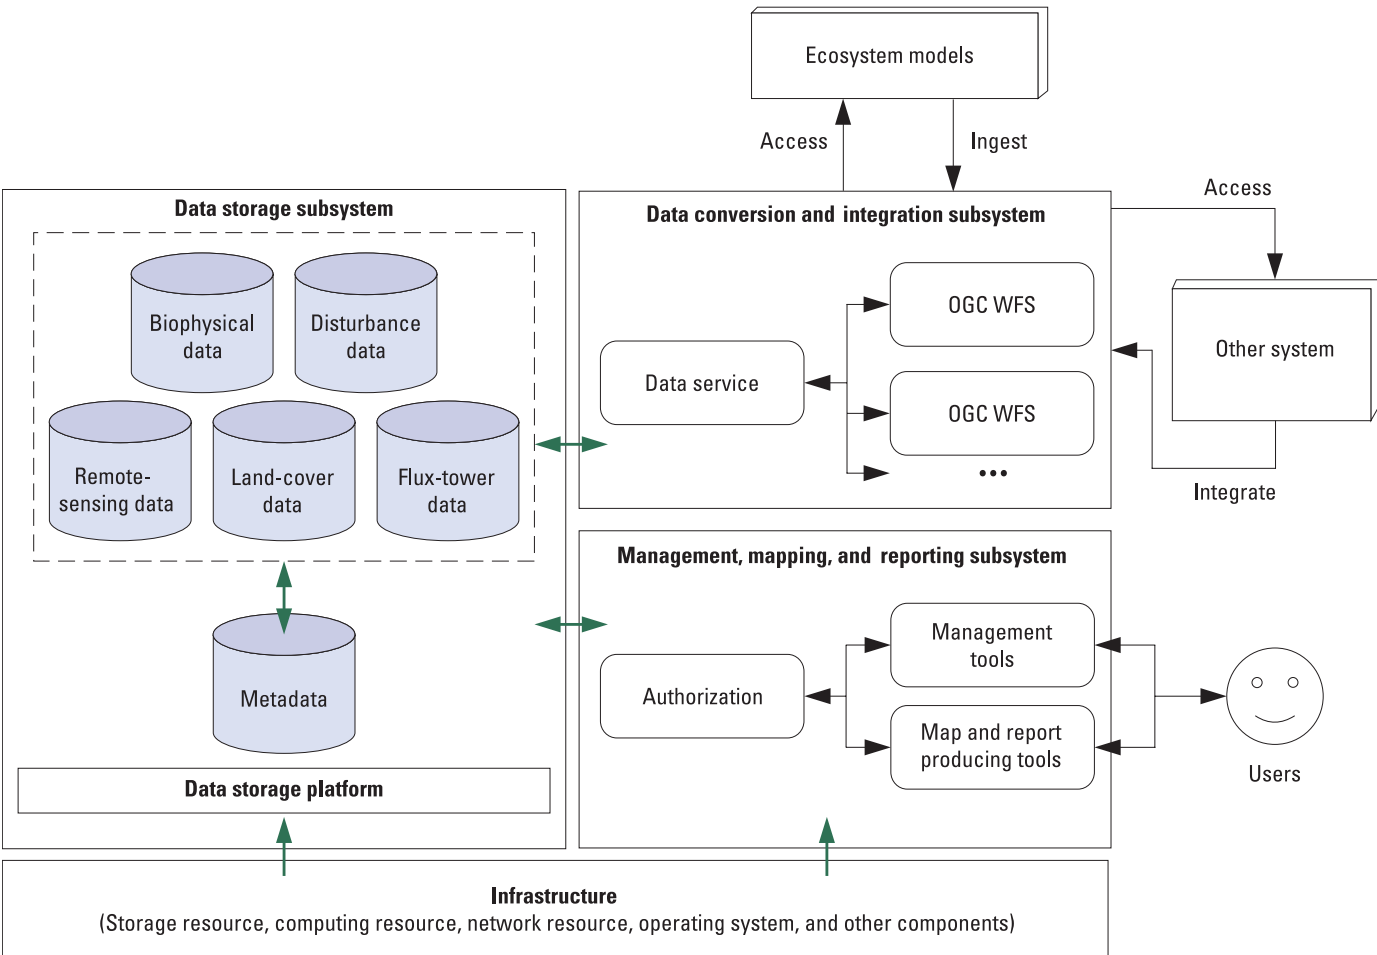 Ecosystem models
Access
Ingest
Data storage subsystem
Biophysical
data
Disturbance
data
Remote-
sensing data
Land-cover
data
Flux-tower
data
Metadata
Data storage platform
Data conversion and integration subsystem
Data service
OGC WFS
OGC WFS
•••
Access
Other system
Integrate
Management, mapping, and reporting subsystem
Authorization
Management
tools
Map and report
producing tools
Users
Infrastructure
(Storage resource, computing resource, network resource, operating system, and other components)